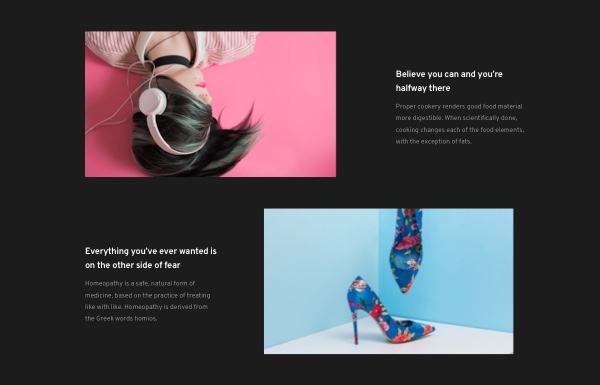 Believe you can and you're
halfway there
Proper cookery renders good food material
more digestible. When scientifically done,
cooking changes each of the food elements,
with the exception of fats.
Everything you've ever wanted is
on the other side of fear
Homeopathy is a safe, natural form of
medicine, based on the practice of treating
like with like. Homeopathy is derived from
the Greek words homios.